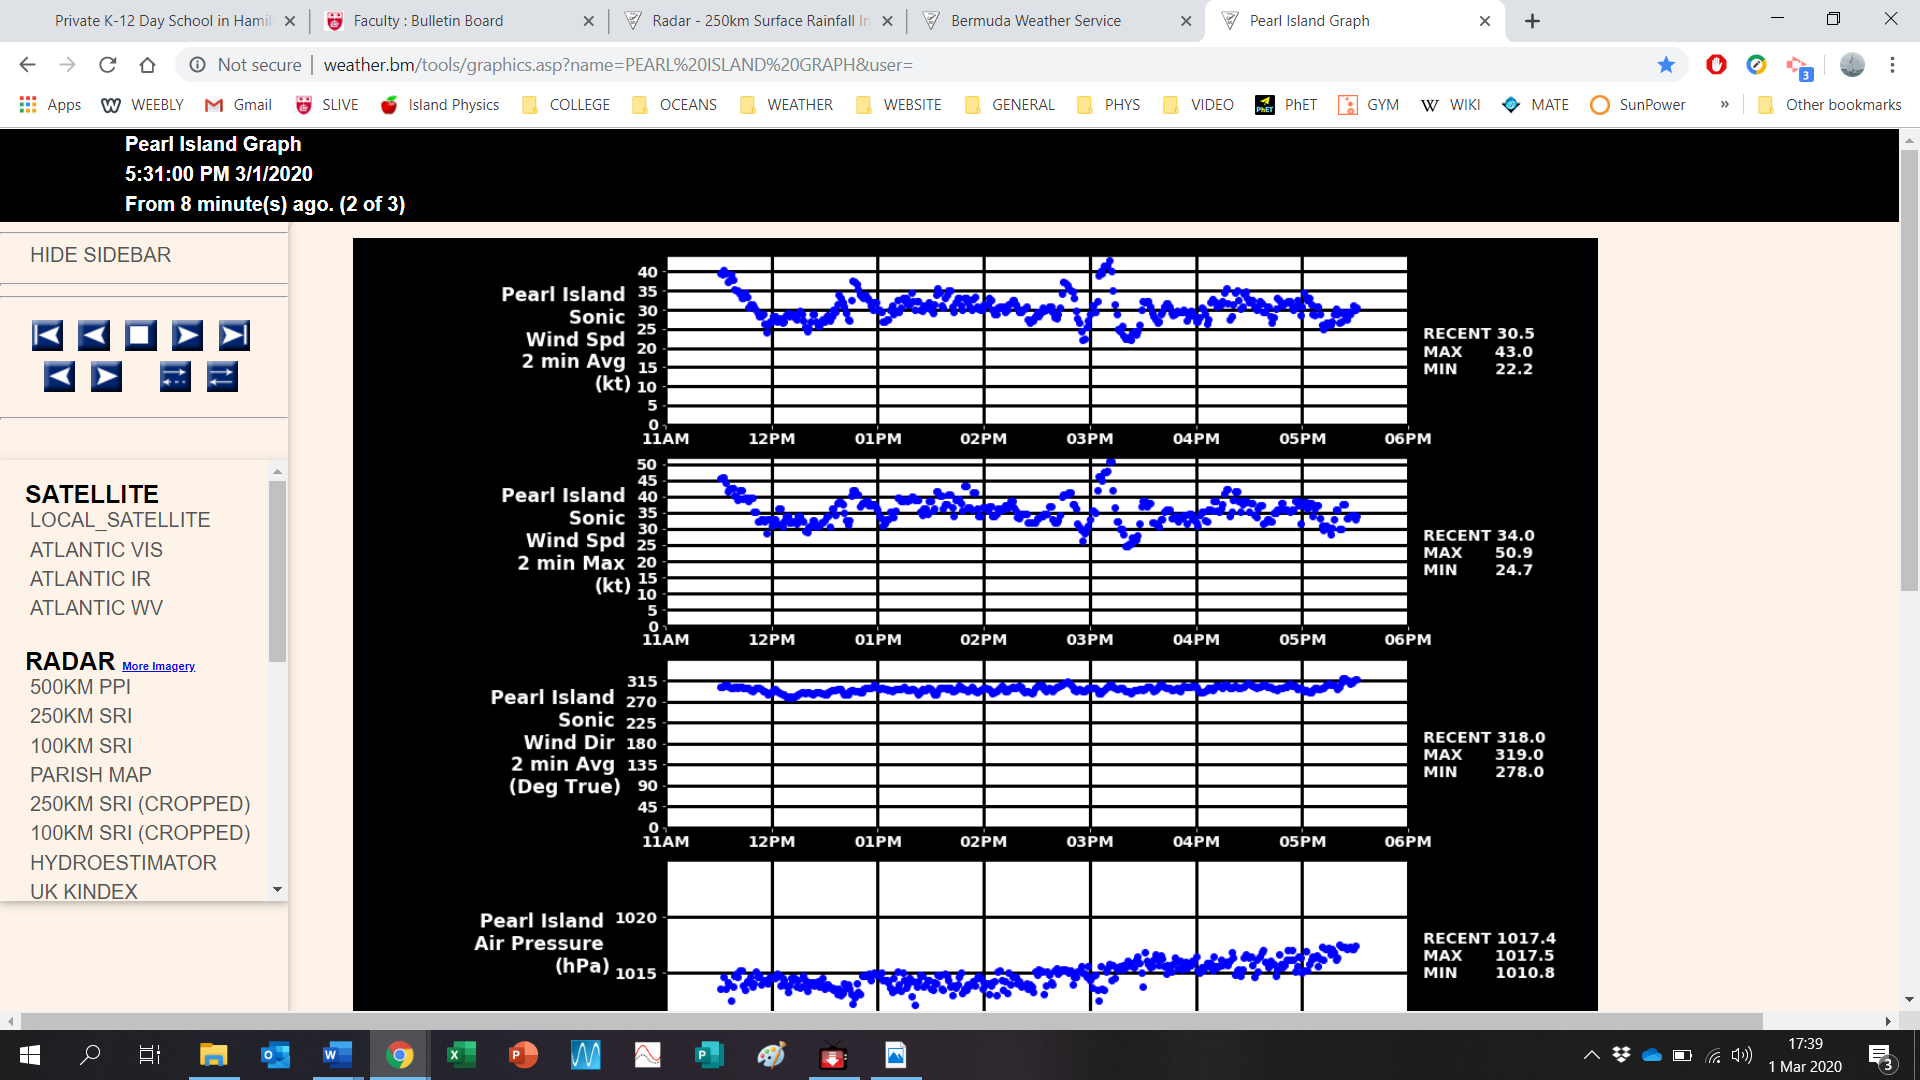 Private K-12 Day School in Hamil
Faculty : Bulletin Board
Radar - 250km Surface Rainfall In
Bermuda Weather Service
Pearl Island Graph
Not secure | weather.bm/tools/graphics.asp?name=PEARL%20ISLAND%20GRAPH&user=
3
Apps WEEBLY Gmail SLIVE Island Physics COLLEGE OCEANS WEATHER WEBSITE GENERAL PHYS VIDEO PhET GYM WIKI MATE SunPower » Other bookmarks
Pearl Island Graph
5:31:00 PM 3/1/2020
From 8 minute(s) ago. (2 of 3)
HIDE SIDEBAR
SATELLITE
LOCAL_SATELLITE
ATLANTIC VIS
ATLANTIC IR
ATLANTIC WV
RADAR More Imagery
500KM PPI
250KM SRI
100KM SRI
PARISH MAP
250KM SRI (CROPPED)
100KM SRI (CROPPED)
HYDROESTIMATOR
UK KINDEX
Pearl Island
Sonic
Wind Spd
2 min Avg
(kt)
40
35
30
25
20
15
10
5
0
11AM 12PM 01PM 02PM 03PM 04PM 05PM 06PM
RECENT 30.5
MAX 43.0
MIN 22.2
Pearl Island
Sonic
Wind Spd
2 min Max
(kt)
50
45
40
35
30
25
20
15
10
5
0
11AM 12PM 01PM 02PM 03PM 04PM 05PM 06PM
RECENT 34.0
MAX 50.9
MIN 24.7
Pearl Island
Sonic
Wind Dir
2 min Avg
(Deg True)
315
270
225
180
135
90
45
0
11AM 12PM 01PM 02PM 03PM 04PM 05PM 06PM
RECENT 318.0
MAX 319.0
MIN 278.0
Pearl Island
Air Pressure
(hPa)
1020
1015
RECENT 1017.4
MAX 1017.5
MIN 1010.8
17:39
1 Mar 2020
3